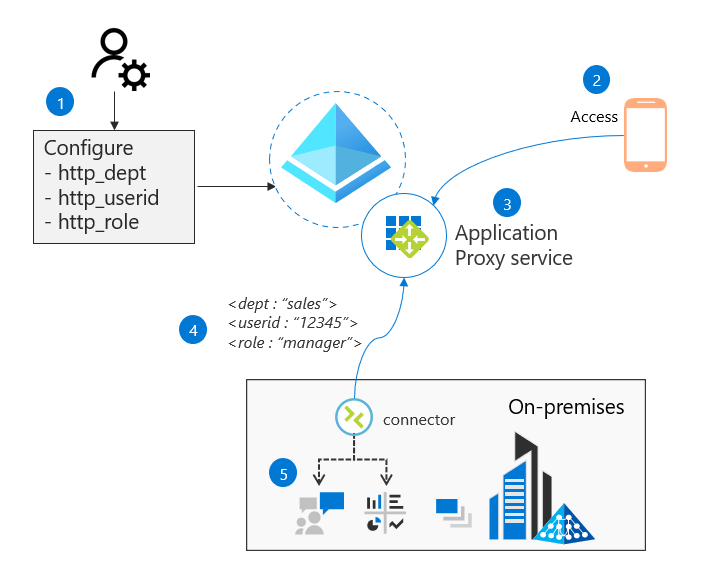 1
Configure
- http_dept
- http_userid
- http_role
2
Access
3
Application
Proxy service
4
<dept : “sales”>
<userid : “12345”>
<role : “manager”>
On-premises
connector
5